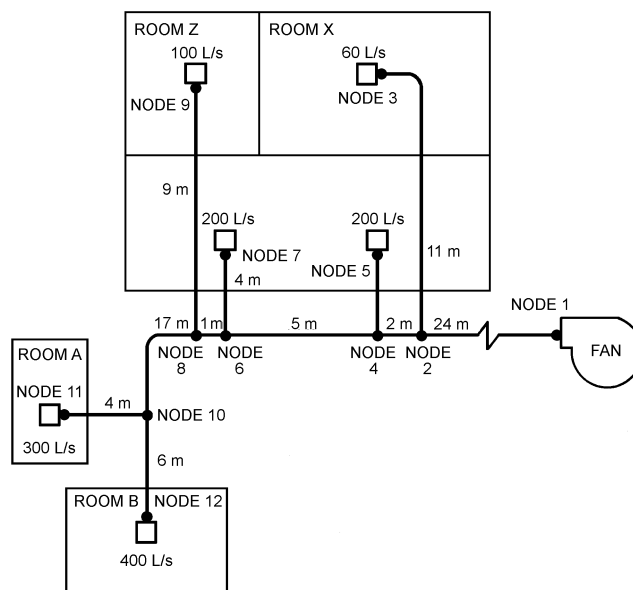 ROOM Z
ROOM X
100 L/s
60 L/s
NODE 9
NODE 3
9 m
200 L/s
200 L/s
NODE 7
NODE 5
4 m
11 m
NODE 1
17 m
1m
5 m
2 m
24 m
FAN
NODE
8
NODE
6
NODE
4
NODE
2
ROOM A
NODE 11
4 m
NODE 10
300 L/s
6 m
ROOM B
NODE 12
400 L/s